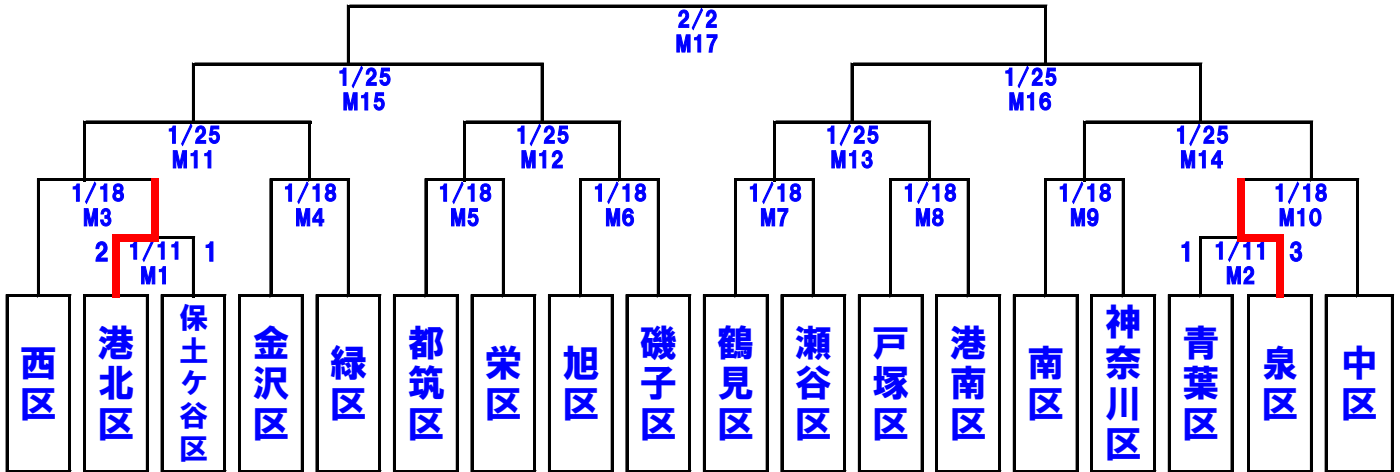 2/2
M17
1/25
M15
1/25
M16
1/25
M11
1/25
M12
1/25
M13
1/25
M14
1/18
M3
1/18
M4
1/18
M5
1/18
M6
1/18
M7
1/18
M8
1/18
M9
1/18
M10
2
1/11
M1
1
1
1/11
M2
3
西区
港北区
保土ケ谷区
金沢区
緑区
都筑区
栄区
旭区
磯子区
鶴見区
瀬谷区
戸塚区
港南区
南区
神奈川区
青葉区
泉区
中区